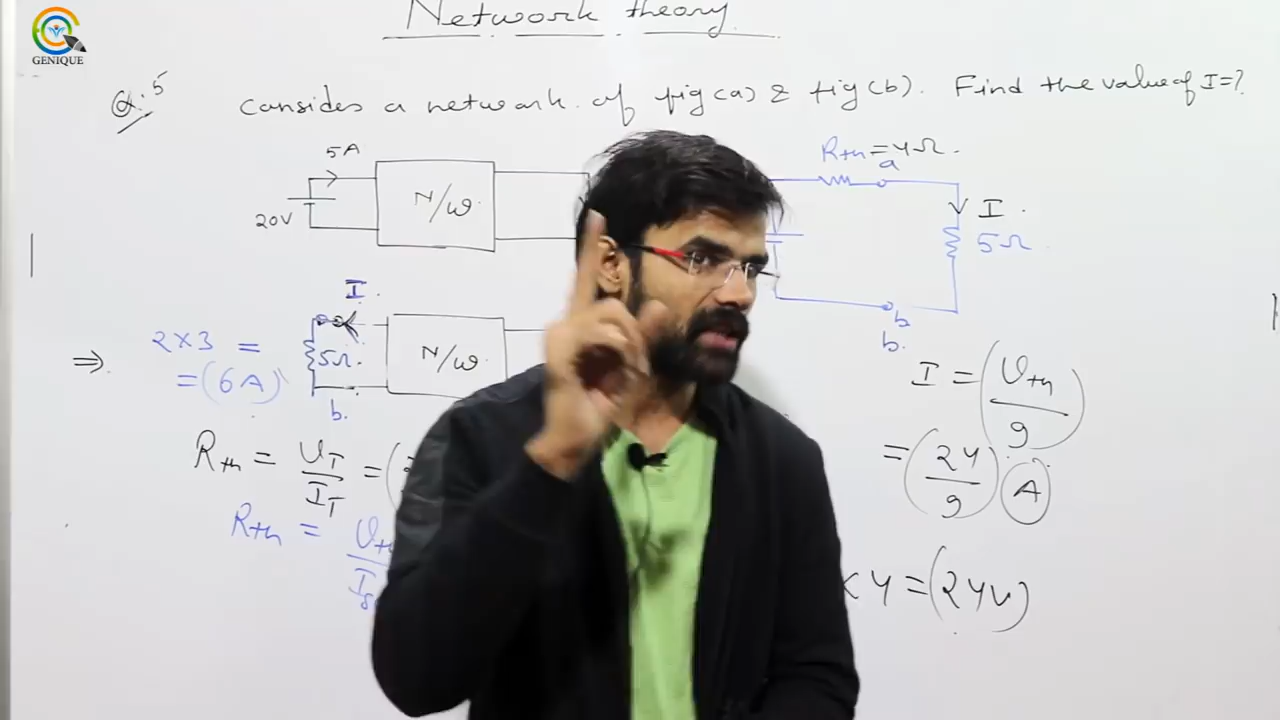 GENIQUE
Network theory
Q.5 Consider a network of fig(a) & fig(b). Find the value of I=?
5A
20V
N/W
Rth=4Ω.
a
I
5Ω
b
b.
I
2×3 =
=(6A)
5Ω
N/W
b.
Rth = VT/IT = (
Rth =
I = (Vth/9)
= (24/9) A
×4 = (24V)